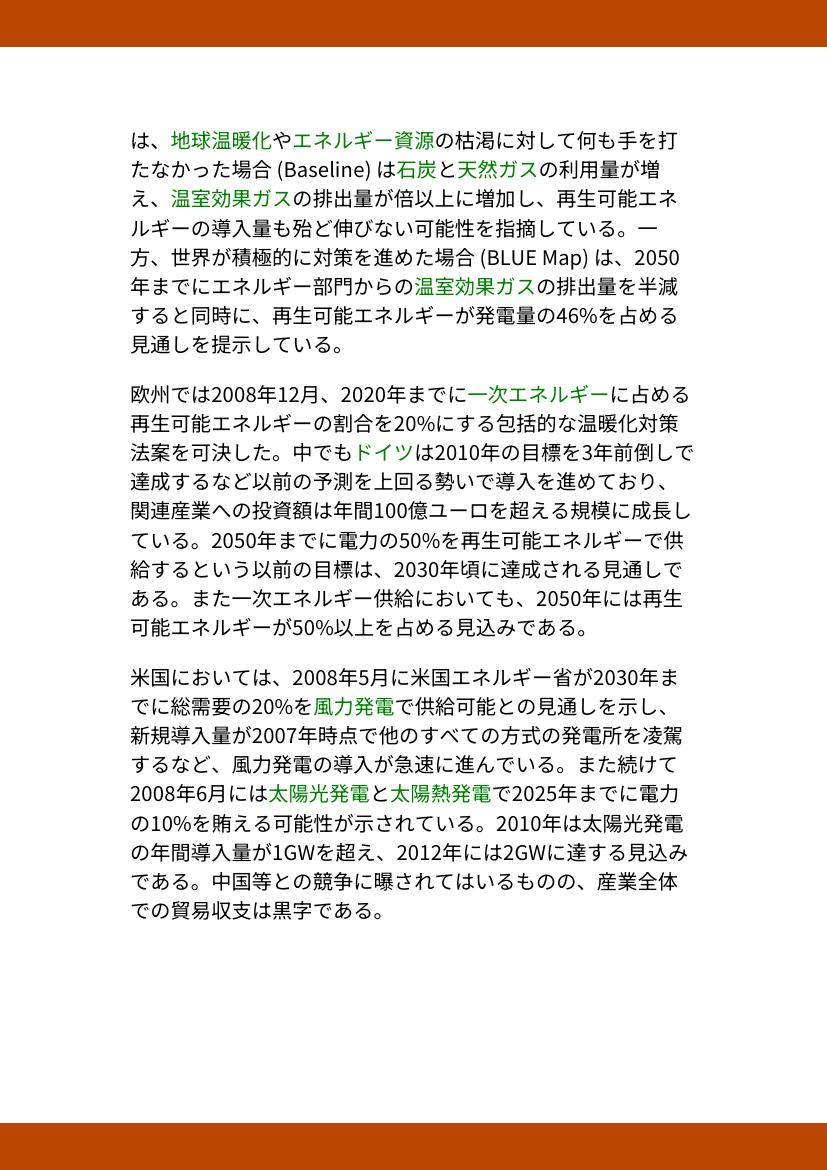 は、地球温暖化やエネルギー資源の枯渇に対して何も手を打
たなかった場合 (Baseline) は石炭と天然ガスの利用量が増
え、温室効果ガスの排出量が倍以上に増加し、再生可能エネ
ルギーの導入量も殆ど伸びない可能性を指摘している。一
方、世界が積極的に対策を進めた場合 (BLUE Map) は、2050
年までにエネルギー部門からの温室効果ガスの排出量を半減
すると同時に、再生可能エネルギーが発電量の46%を占める
見通しを提示している。
欧州では2008年12月、2020年までに一次エネルギーに占める
再生可能エネルギーの割合を20%にする包括的な温暖化対策
法案を可決した。中でもドイツは2010年の目標を3年前倒しで
達成するなど以前の予測を上回る勢いで導入を進めており、
関連産業への投資額は年間100億ユーロを超える規模に成長し
ている。2050年までに電力の50%を再生可能エネルギーで供
給するという以前の目標は、2030年頃に達成される見通しで
ある。また一次エネルギー供給においても、2050年には再生
可能エネルギーが50%以上を占める見込みである。
米国においては、2008年5月に米国エネルギー省が2030年ま
でに総需要の20%を風力発電で供給可能との見通しを示し、
新規導入量が2007年時点で他のすべての方式の発電所を凌駕
するなど、風力発電の導入が急速に進んでいる。また続けて
2008年6月には太陽光発電と太陽熱発電で2025年までに電力
の10%を賄える可能性が示されている。2010年は太陽光発電
の年間導入量が1GWを超え、2012年には2GWに達する見込み
である。中国等との競争に曝されてはいるものの、産業全体
での貿易収支は黒字である。